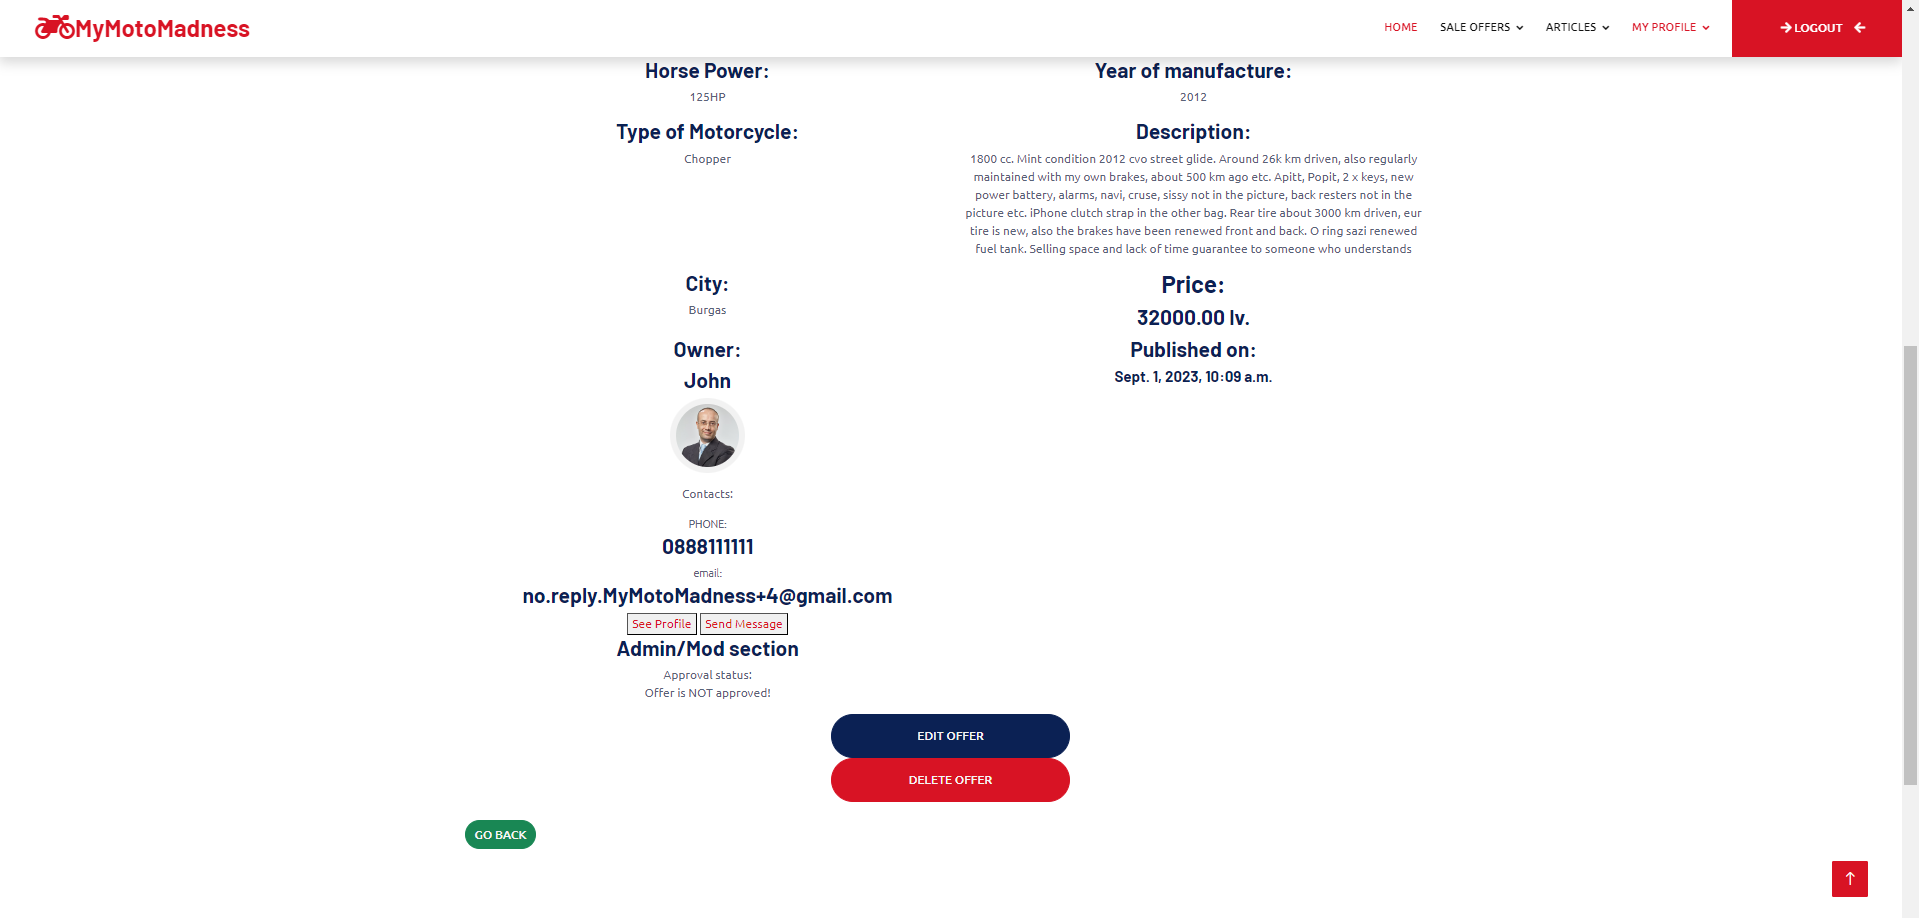 MyMotoMadness
HOME SALE OFFERS ARTICLES MY PROFILE LOGOUT
Horse Power:
125HP
Year of manufacture:
2012
Type of Motorcycle:
Chopper
Description:
1800 cc. Mint condition 2012 cvo street glide. Around 26k km driven, also regularly
maintained with my own brakes, about 500 km ago etc. Apitt, Popit, 2 x keys, new
power battery, alarms, navi, cruse, sissy not in the picture, back resters not in the
picture etc. iPhone clutch strap in the other bag. Rear tire about 3000 km driven, eur
tire is new, also the brakes have been renewed front and back. O ring sazi renewed
fuel tank. Selling space and lack of time guarantee to someone who understands
City:
Burgas
Price:
32000.00 lv.
Owner:
John
Published on:
Sept. 1, 2023, 10:09 a.m.
Contacts:
PHONE:
0888111111
email:
no.reply.MyMotoMadness+4@gmail.com
See Profile Send Message
Admin/Mod section
Approval status:
Offer is NOT approved!
EDIT OFFER
DELETE OFFER
GO BACK